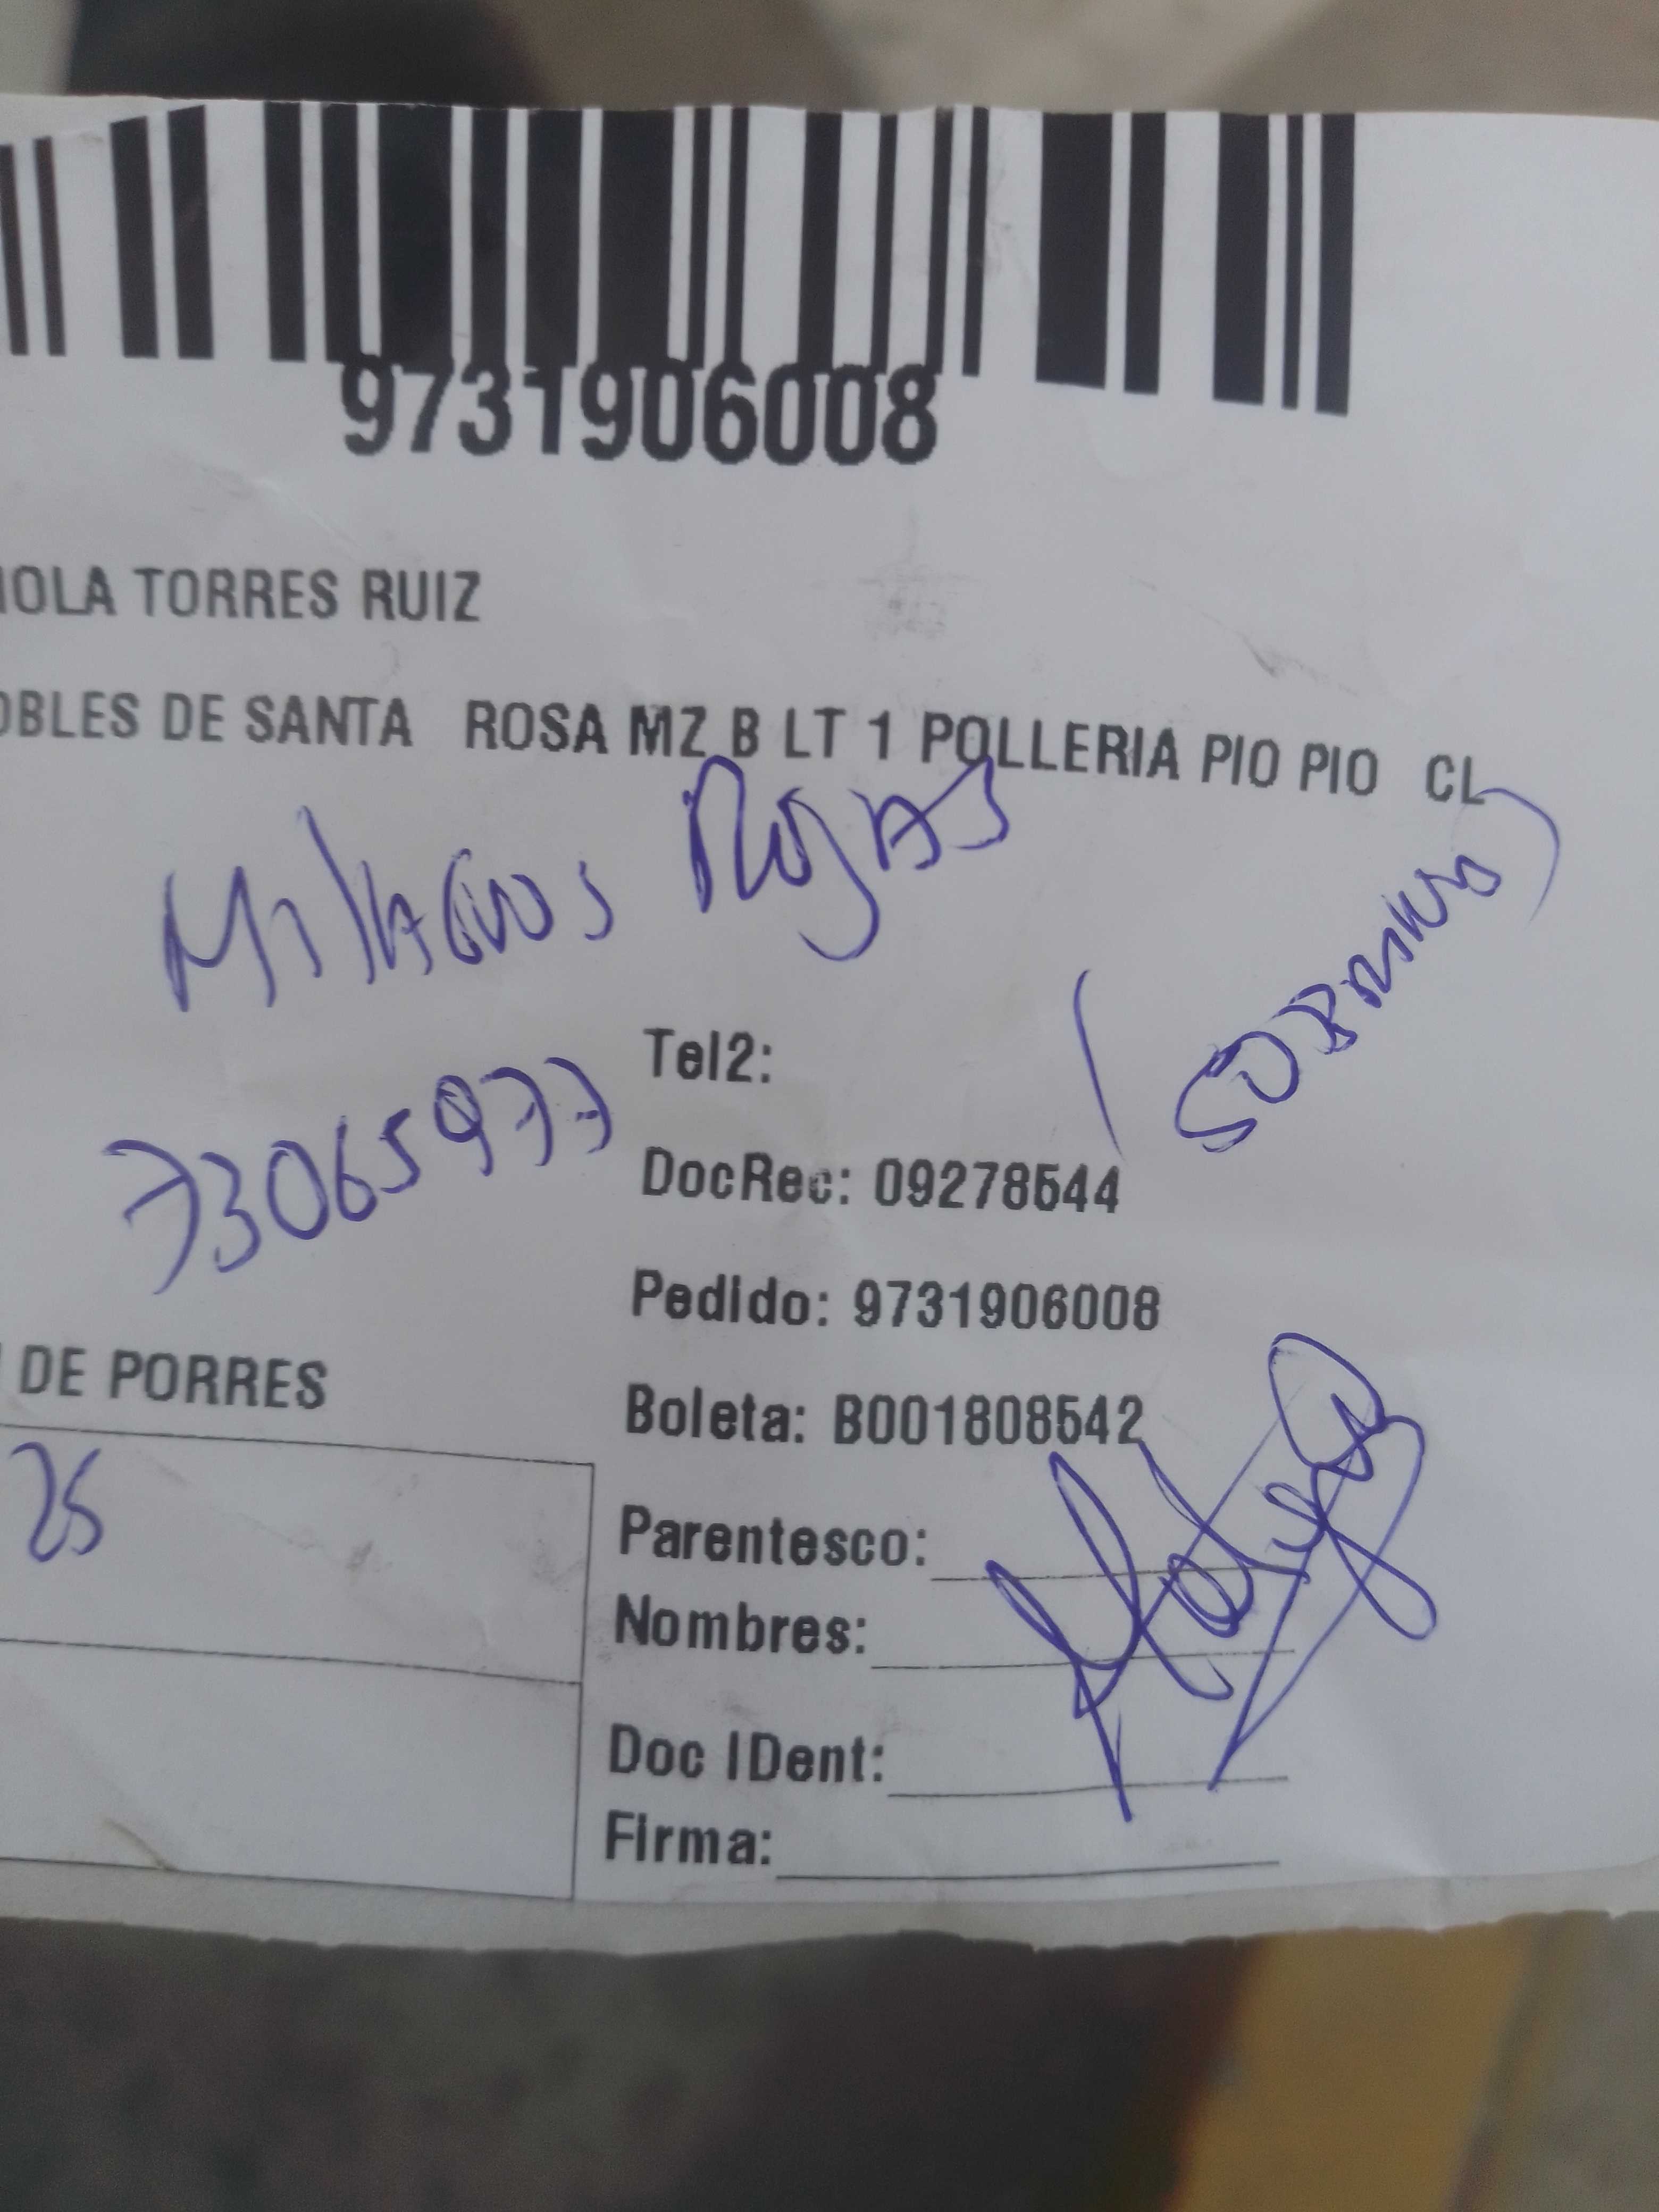 9731906008
IOLA TORRES RUIZ
OBLES DE SANTA ROSA MZ B LT 1 POLLERIA PIO PIO CL
Milagros Rojas
(SOBRINO)
Tel2:
73065977
DocRec: 09278544
Pedido: 9731906008
DE PORRES
Boleta: B001808542
25
Parentesco:
Nombres:
Doc IDent:
Firma: